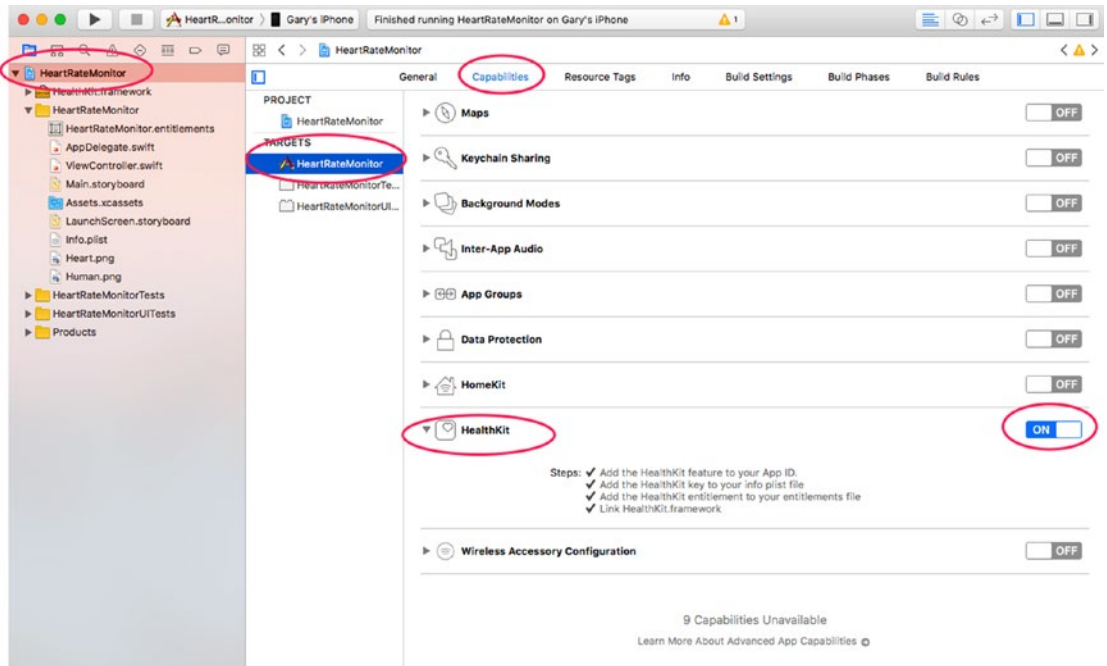 HeartR...onitor
Gary's iPhone
Finished running HeartRateMonitor on Gary's iPhone
1
HeartRateMonitor
HealthKit.framework
HeartRateMonitor
HeartRateMonitor.entitlements
AppDelegate.swift
ViewController.swift
Main.storyboard
Assets.xcassets
LaunchScreen.storyboard
Info.plist
Heart.png
Human.png
HeartRateMonitorTests
HeartRateMonitorUITests
Products
HeartRateMonitor
General Capabilities Resource Tags Info Build Settings Build Phases Build Rules
PROJECT
HeartRateMonitor
TARGETS
HeartRateMonitor
HeartRateMonitorTe...
HeartRateMonitorUI...
Maps OFF
Keychain Sharing OFF
Background Modes OFF
Inter-App Audio OFF
App Groups OFF
Data Protection OFF
HomeKit OFF
HealthKit ON
Steps: ✔ Add the HealthKit feature to your App ID.
✔ Add the HealthKit key to your info plist file
✔ Add the HealthKit entitlement to your entitlements file
✔ Link HealthKit.framework
Wireless Accessory Configuration OFF
9 Capabilities Unavailable
Learn More About Advanced App Capabilities